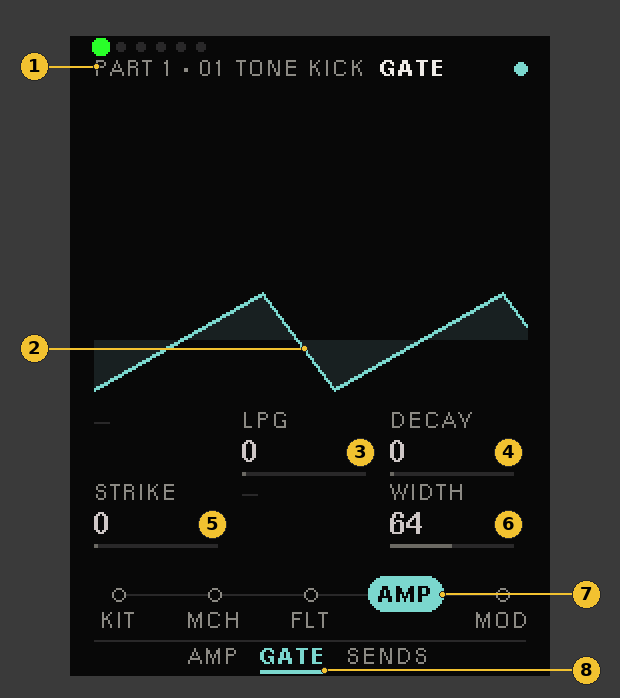 1 PART 1 · 01 TONE KICK GATE
2
LPG DECAY
0 3 0 4
STRIKE WIDTH
0 5 64 6
AMP 7
KIT MCH FLT MOD
AMP GATE SENDS
8